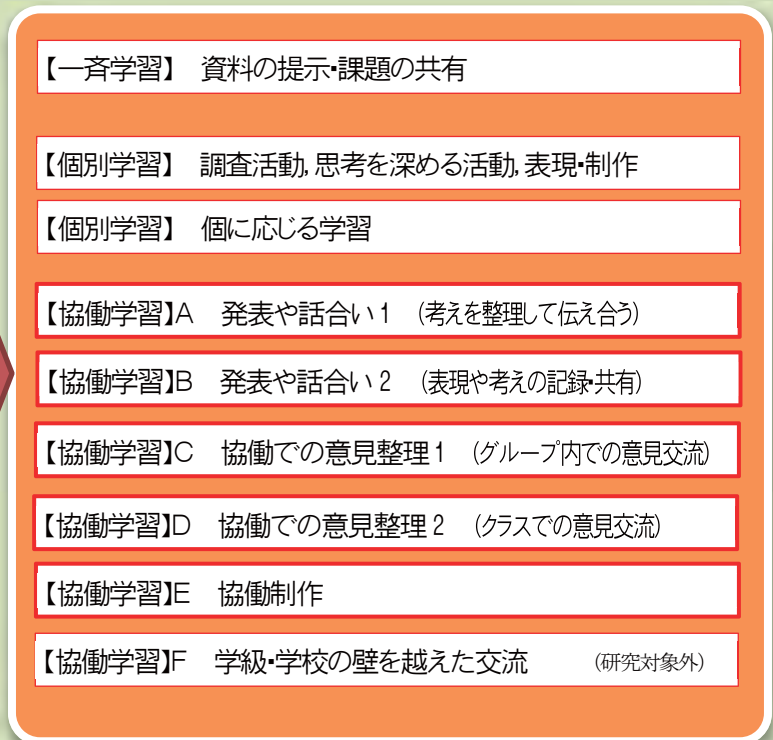 【一斉学習】 資料の提示・課題の共有
【個別学習】 調査活動,思考を深める活動,表現・制作
【個別学習】 個に応じる学習
【協働学習】A 発表や話合い1 (考えを整理して伝え合う)
【協働学習】B 発表や話合い2 (表現や考えの記録・共有)
【協働学習】C 協働での意見整理1 (グループ内での意見交流)
【協働学習】D 協働での意見整理2 (クラスでの意見交流)
【協働学習】E 協働制作
【協働学習】F 学級・学校の壁を越えた交流 (研究対象外)